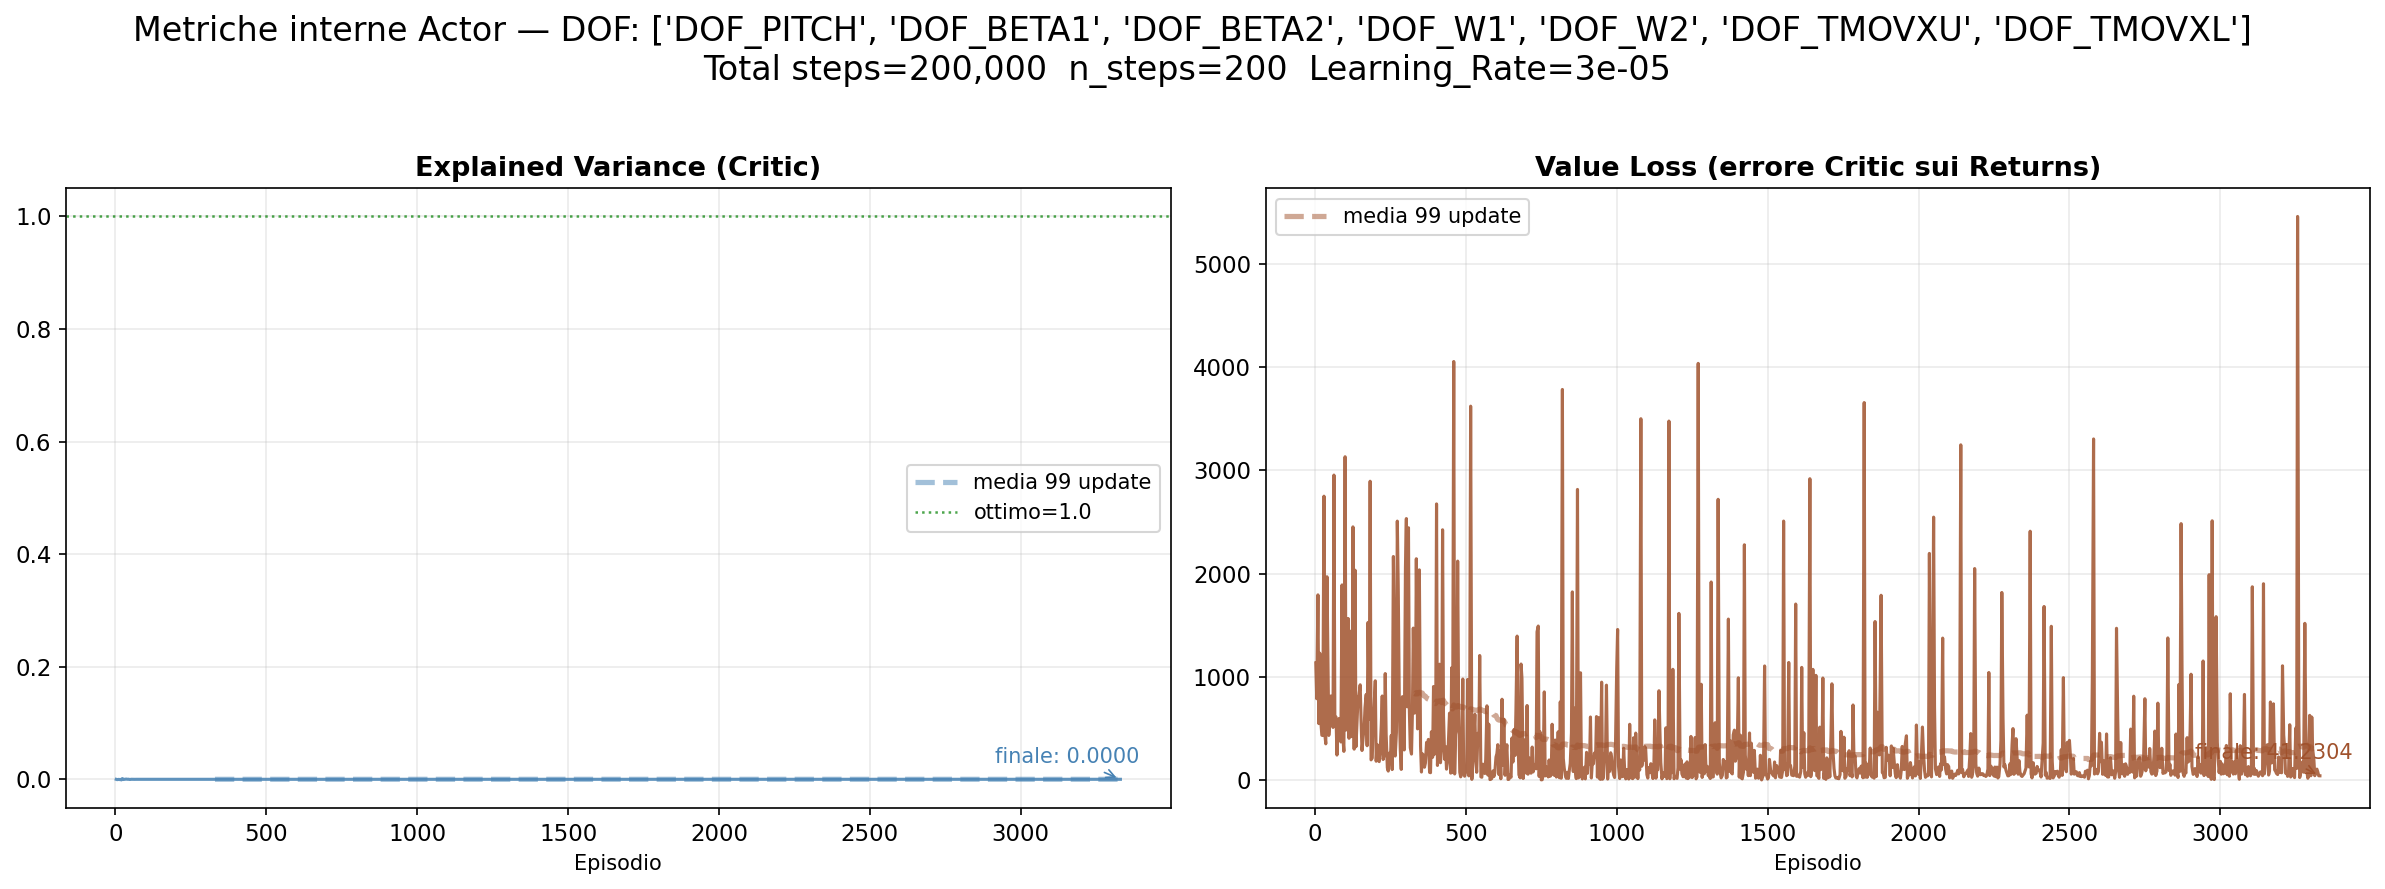 Metriche interne Actor — DOF: ['DOF_PITCH', 'DOF_BETA1', 'DOF_BETA2', 'DOF_W1', 'DOF_W2', 'DOF_TMOVXU', 'DOF_TMOVXL']
Total steps=200,000 n_steps=200 Learning_Rate=3e-05
Explained Variance (Critic)
1.0
0.8
0.6
0.4
0.2
0.0
media 99 update
ottimo=1.0
finale: 0.0000
0
500
1000
1500
2000
2500
3000
Episodio
Value Loss (errore Critic sui Returns)
media 99 update
5000
4000
3000
2000
1000
0
finale: 41.2304
0
500
1000
1500
2000
2500
3000
Episodio